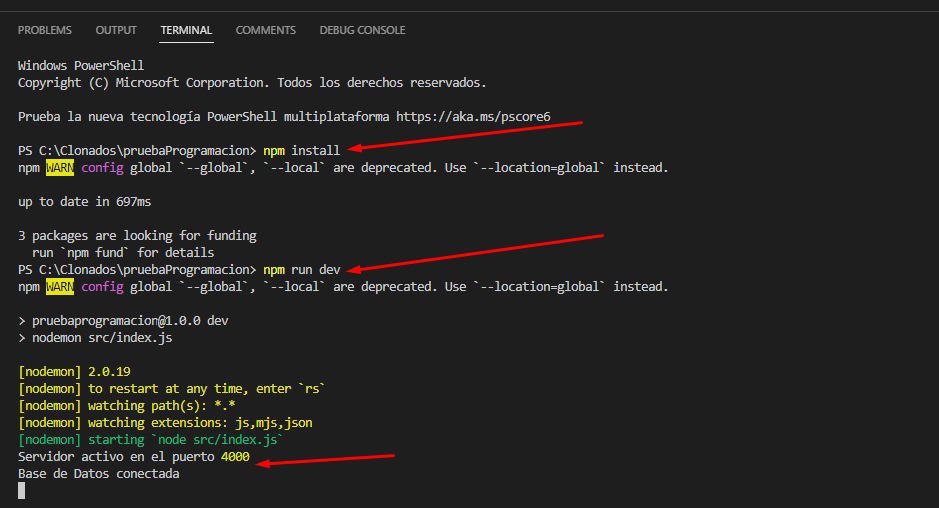 PROBLEMS OUTPUT TERMINAL COMMENTS DEBUG CONSOLE
Windows PowerShell
Copyright (C) Microsoft Corporation. Todos los derechos reservados.
Prueba la nueva tecnología PowerShell multiplataforma https://aka.ms/pscore6
PS C:\Clonados\pruebaProgramacion> npm install
npm WARN config global `--global`, `--local` are deprecated. Use `--location=global` instead.
up to date in 697ms
3 packages are looking for funding
  run `npm fund` for details
PS C:\Clonados\pruebaProgramacion> npm run dev
npm WARN config global `--global`, `--local` are deprecated. Use `--location=global` instead.
> pruebaprogramacion@1.0.0 dev
> nodemon src/index.js
[nodemon] 2.0.19
[nodemon] to restart at any time, enter `rs`
[nodemon] watching path(s): *.*
[nodemon] watching extensions: js,mjs,json
[nodemon] starting `node src/index.js`
Servidor activo en el puerto 4000
Base de Datos conectada